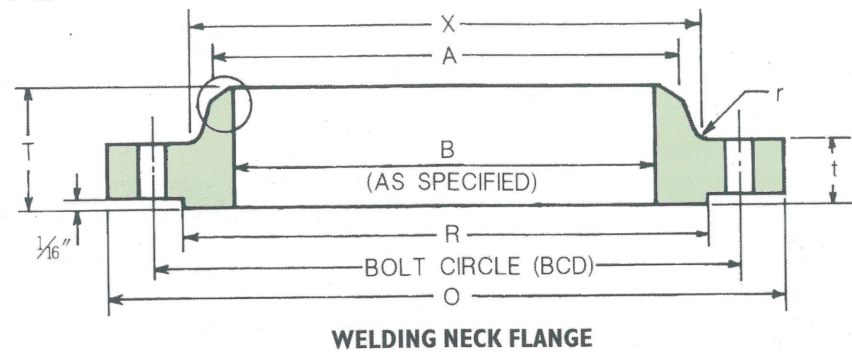 X
A
r
T
B
(AS SPECIFIED)
t
1/16"
R
BOLT CIRCLE (BCD)
O
WELDING NECK FLANGE